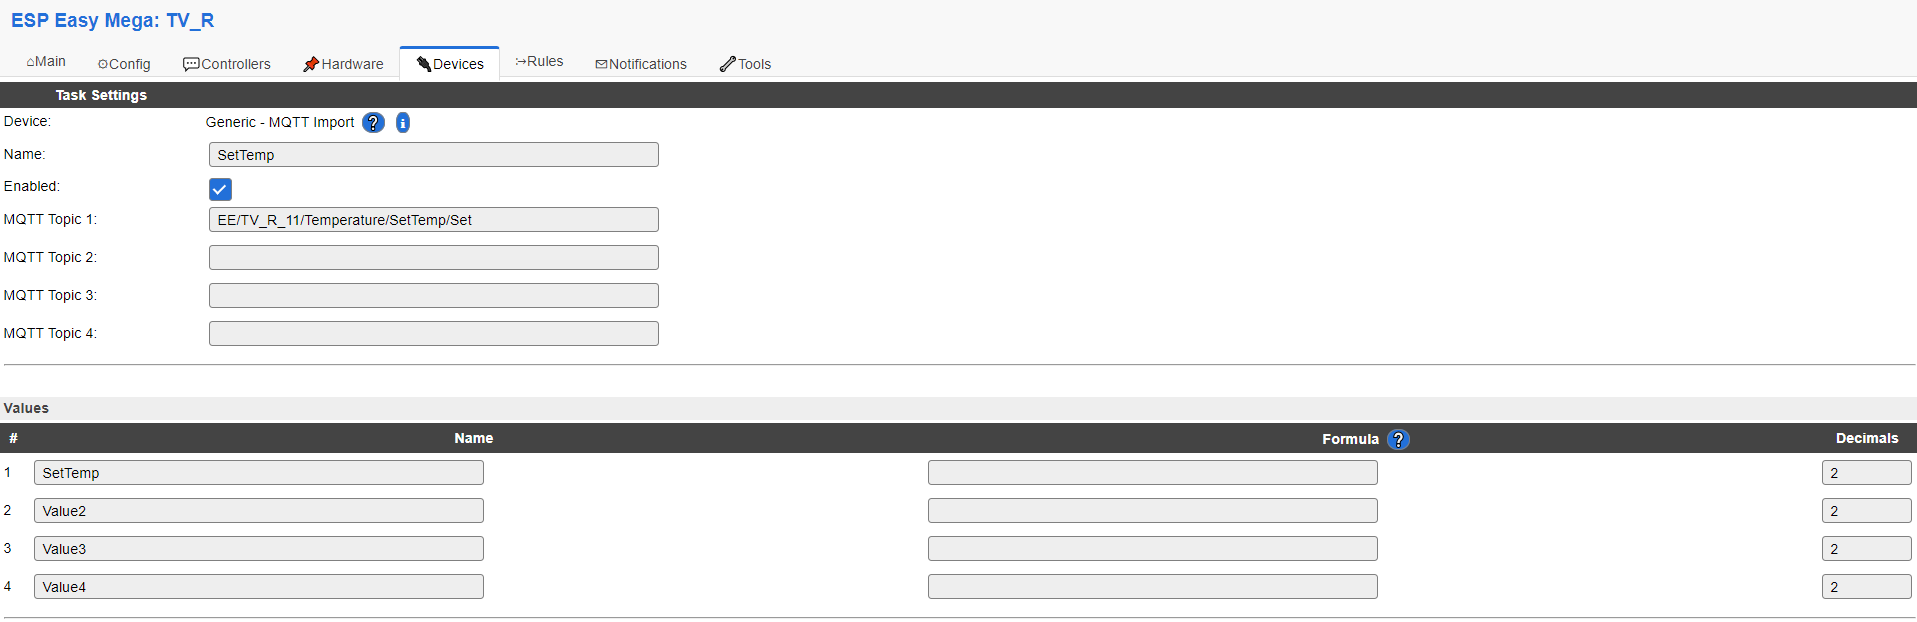 ESP Easy Mega: TV_R
⌂Main ⚙Config 💬Controllers 📌Hardware 🔌Devices ↦Rules ✉Notifications 🔧Tools
Task Settings
Device: Generic - MQTT Import ? i
Name: SetTemp
Enabled:
MQTT Topic 1: EE/TV_R_11/Temperature/SetTemp/Set
MQTT Topic 2:
MQTT Topic 3:
MQTT Topic 4:
Values
# Name Formula ? Decimals
1 SetTemp 2
2 Value2 2
3 Value3 2
4 Value4 2